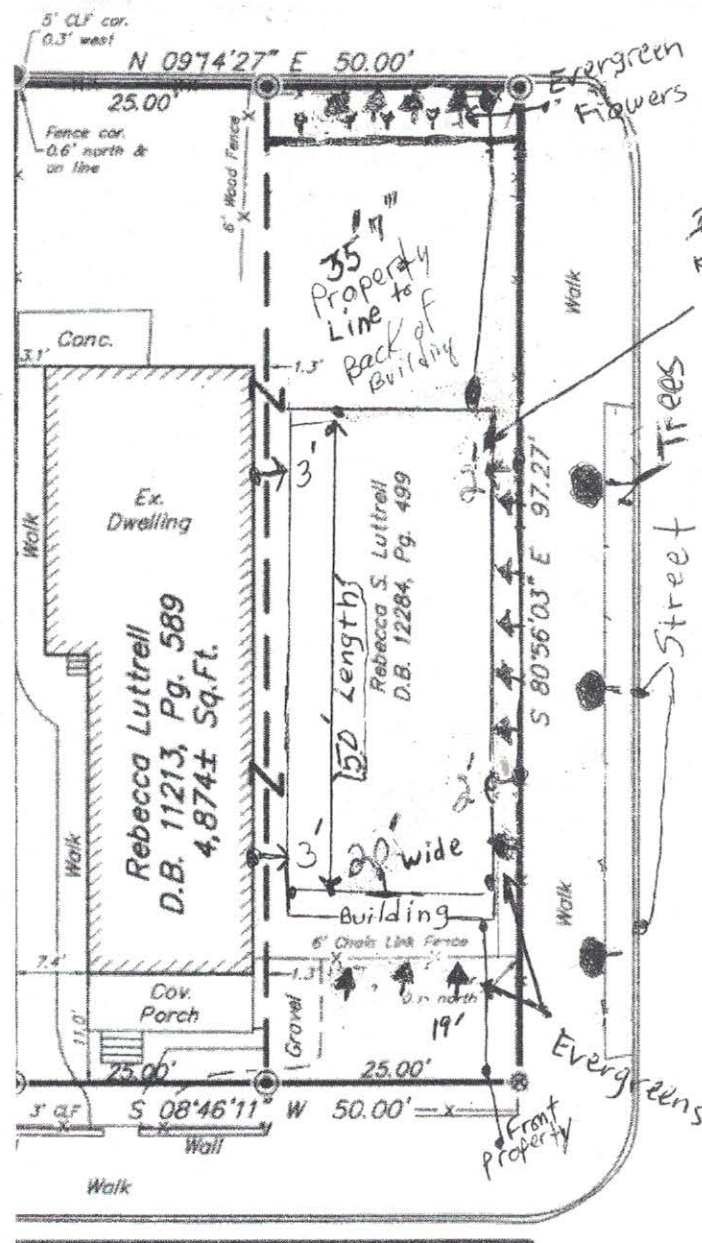 5' CLF cor.
0.3' west
N 09°14'27" E 50.00'
25.00'
Evergreen
Flowers
Fence cor.
0.6' north &
on line
6' Wood Fence
35' 7"
Property
Line to
Back of
Building
Walk
Conc.
3.1'
1.3'
Trees
3'
2'
Ex.
Dwelling
Walk
Rebecca S. Luttrell
D.B. 12284, Pg. 499
S 80°56'03" E 97.27'
Street
50' Length
Rebecca Luttrell
D.B. 11213, Pg. 589
4,874± Sq.Ft.
Walk
2'
3'
20' wide
Building
Walk
6' Chain Link Fence
7.4'
1.3'
north
Cov.
Porch
Gravel
19'
11.0'
Evergreens
25.00'
25.00'
3' CLF
S 08°46'11" W 50.00'
Front
property
Wall
Walk